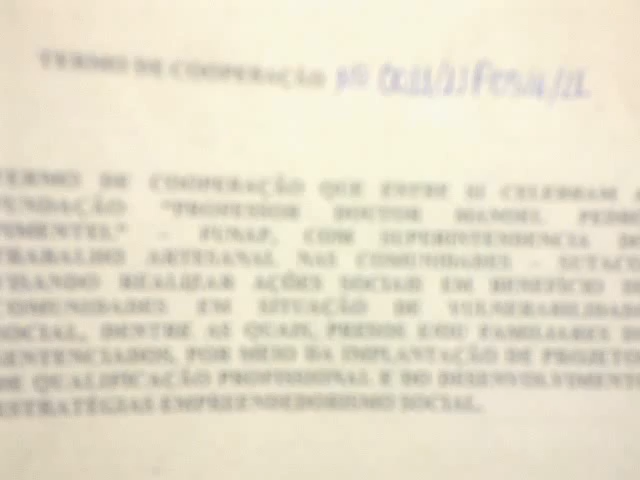 TERMO DE COOPERAÇÃO Nº
TERMO DE COOPERAÇÃO QUE ENTRE SI CELEBRAM A
FUNDAÇÃO "PROFESSOR DOUTOR MANOEL PEDRO
PIMENTEL" – FUNAP, COM SUPERINTENDENCIA DO
TRABALHO ARTESANAL NAS COMUNIDADES – SUTACO
VISANDO REALIZAR AÇÕES SOCIAIS EM BENEFÍCIO DE
COMUNIDADES EM SITUAÇÃO DE VULNERABILIDADE
SOCIAL, DENTRE AS QUAIS, PRESOS E/OU FAMILIARES DE
SENTENCIADOS, POR MEIO DA IMPLANTAÇÃO DE PROJETOS
DE QUALIFICAÇÃO PROFISSIONAL E DO DESENVOLVIMENTO
ESTRATÉGIAS EMPREENDEDORISMO SOCIAL.